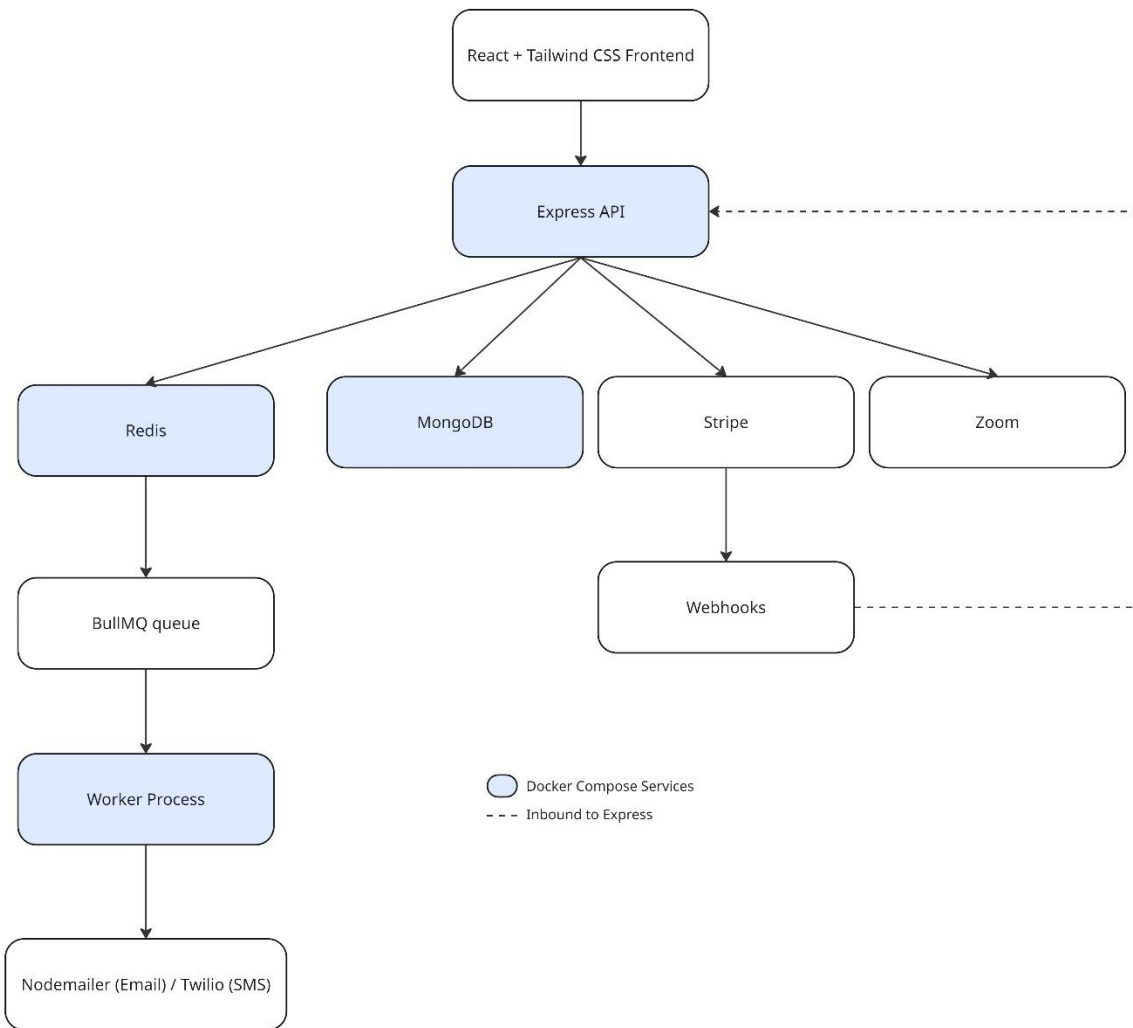 React + Tailwind CSS Frontend
Express API
Redis
MongoDB
Stripe
Zoom
BullMQ queue
Webhooks
Worker Process
Docker Compose Services
Inbound to Express
Nodemailer (Email) / Twilio (SMS)